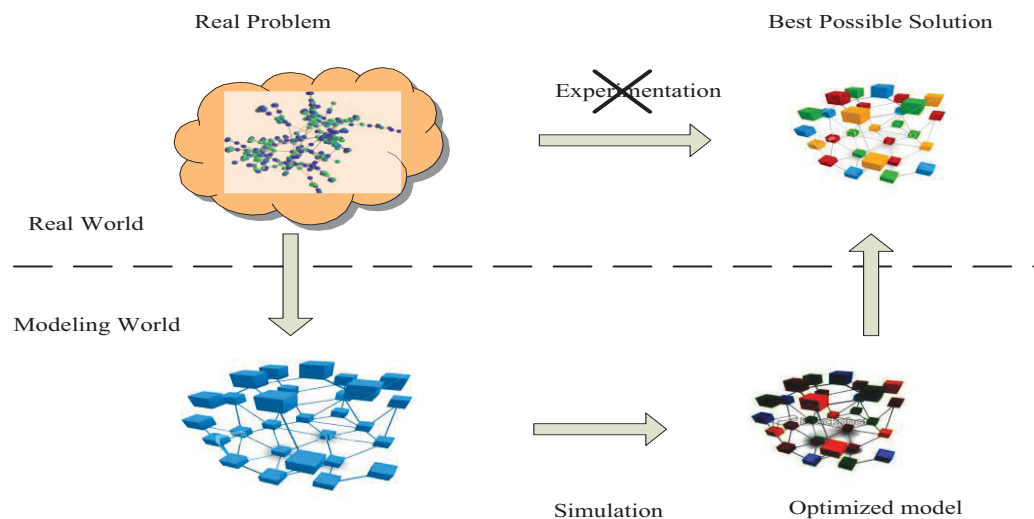 Real Problem
Best Possible Solution
Experimentation
Real World
Modeling World
Simulation
Optimized model